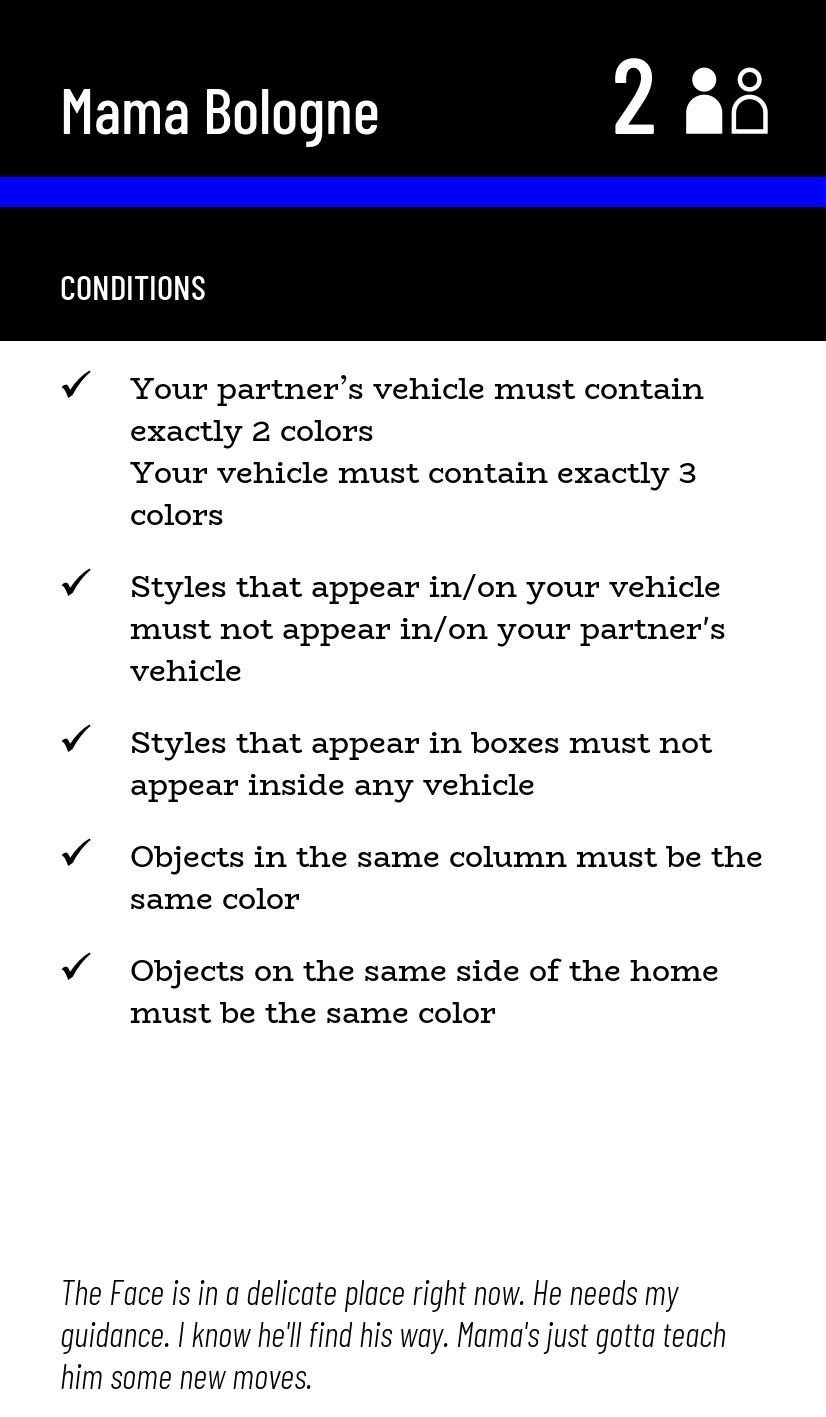 Mama Bologne
2
CONDITIONS
✓ Your partner’s vehicle must contain
exactly 2 colors
Your vehicle must contain exactly 3
colors
✓ Styles that appear in/on your vehicle
must not appear in/on your partner's
vehicle
✓ Styles that appear in boxes must not
appear inside any vehicle
✓ Objects in the same column must be the
same color
✓ Objects on the same side of the home
must be the same color
The Face is in a delicate place right now. He needs my
guidance. I know he'll find his way. Mama's just gotta teach
him some new moves.